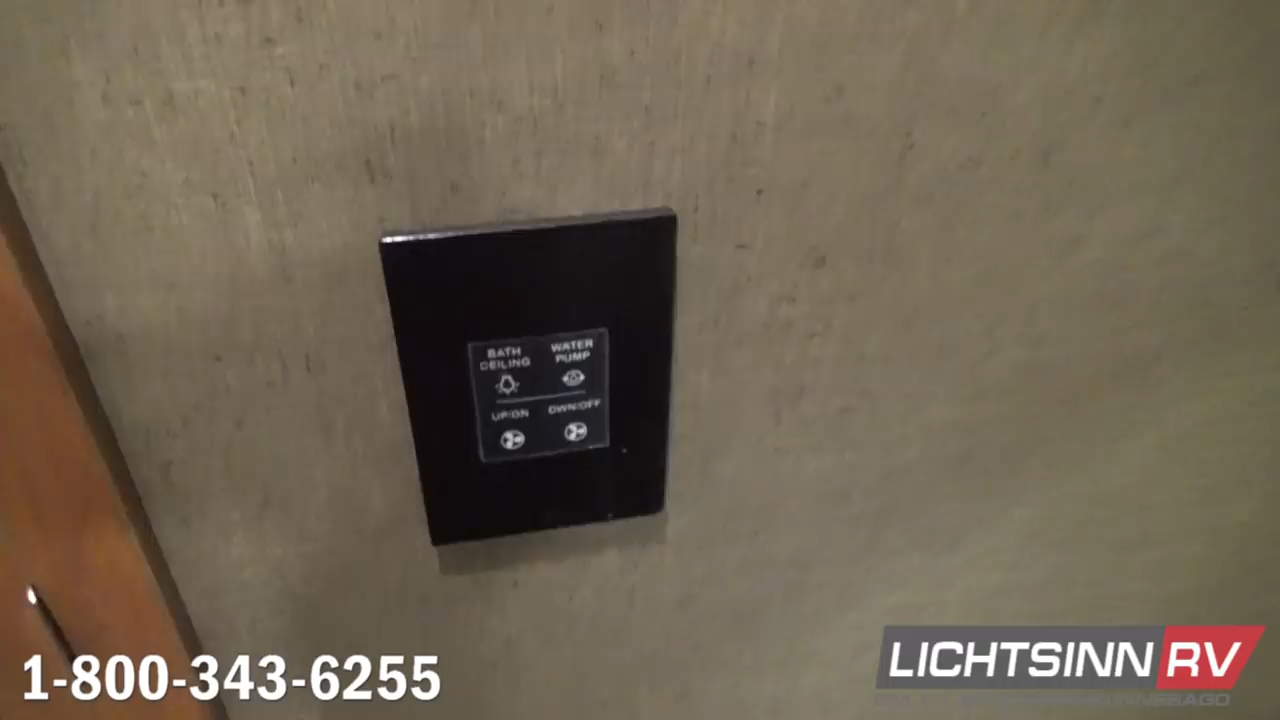 BATH WATER
CEILING PUMP
UP/ON DWN/OFF
1-800-343-6255
LICHTSINN RV